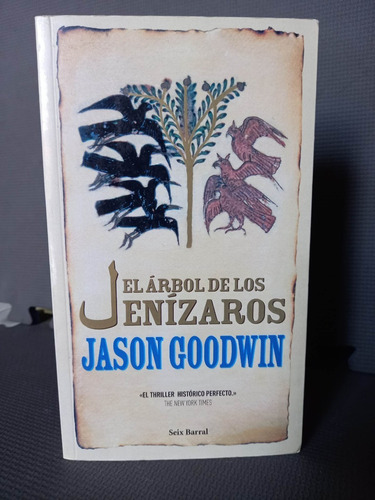 EL ÁRBOL DE LOS
JENÍZAROS
JASON GOODWIN
«EL THRILLER HISTÓRICO PERFECTO.»
THE NEW YORK TIMES
Seix Barral